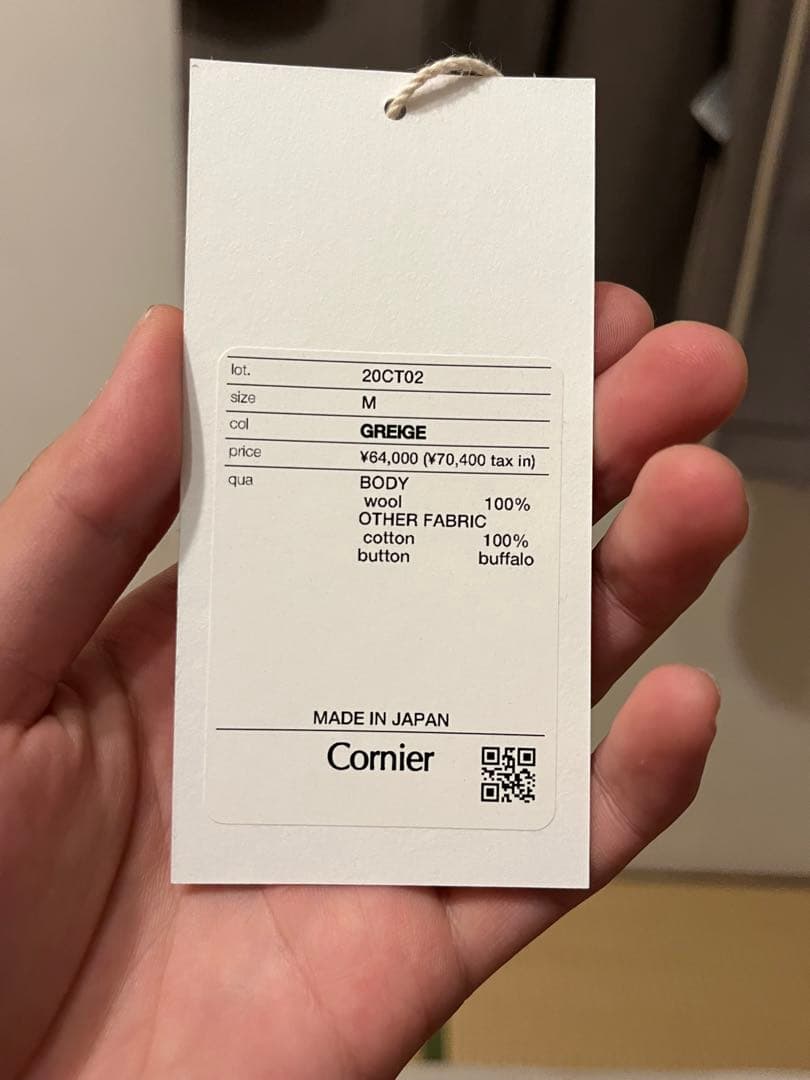 lot. 20CT02
size M
col GREIGE
price ¥64,000 (¥70,400 tax in)
qua BODY
wool 100%
OTHER FABRIC
cotton 100%
button buffalo
MADE IN JAPAN
Cornier